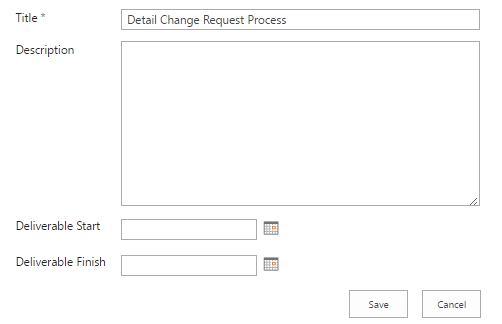 Title * Detail Change Request Process
Description
Deliverable Start
Deliverable Finish
Save Cancel